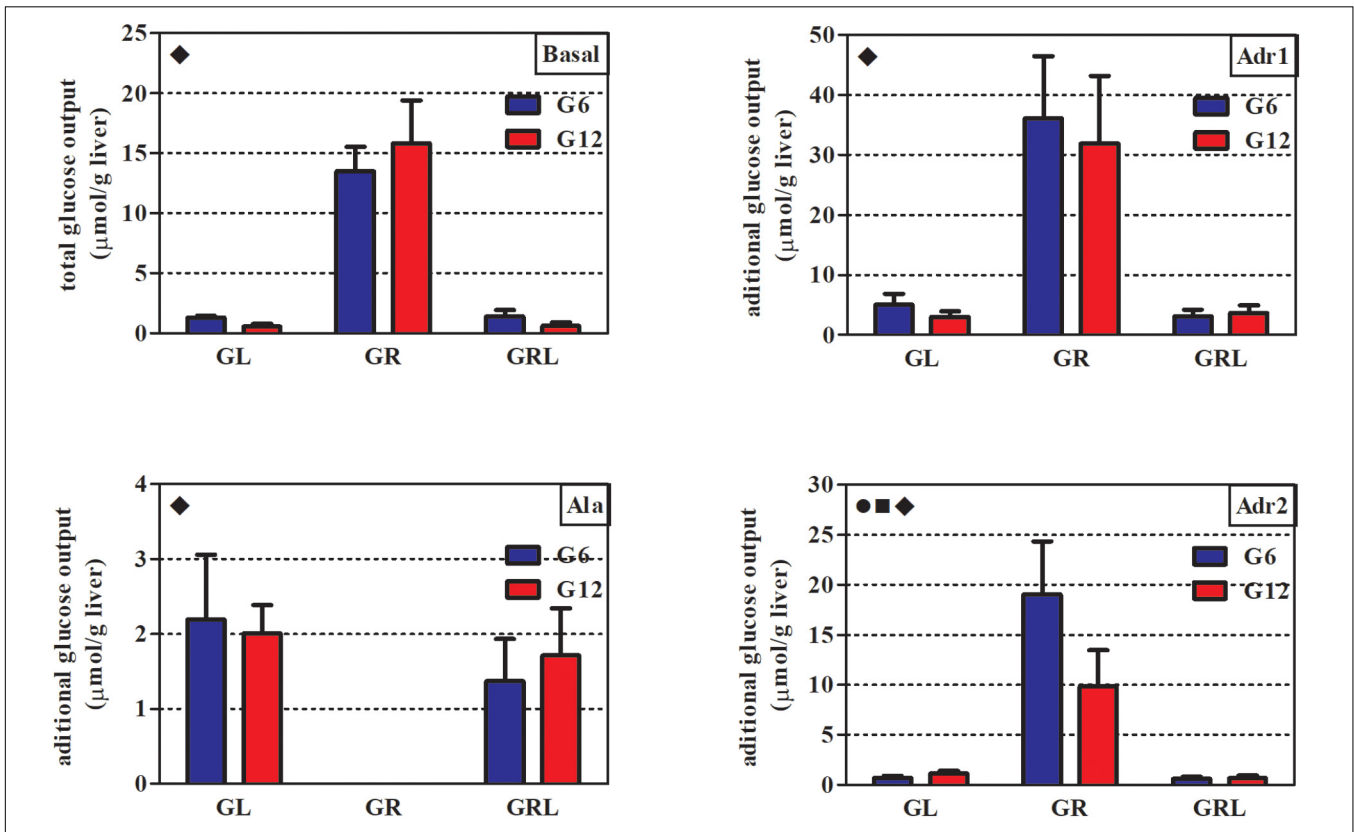 25
20
15
10
5
0
total glucose output
(μmol/g liver)
◆
Basal
G6
G12
GL GR GRL
50
40
30
20
10
0
aditional glucose output
(μmol/g liver)
◆
Adr1
G6
G12
GL GR GRL
4
3
2
1
0
aditional glucose output
(μmol/g liver)
◆
Ala
G6
G12
GL GR GRL
30
25
20
15
10
5
0
aditional glucose output
(μmol/g liver)
●■◆
Adr2
G6
G12
GL GR GRL